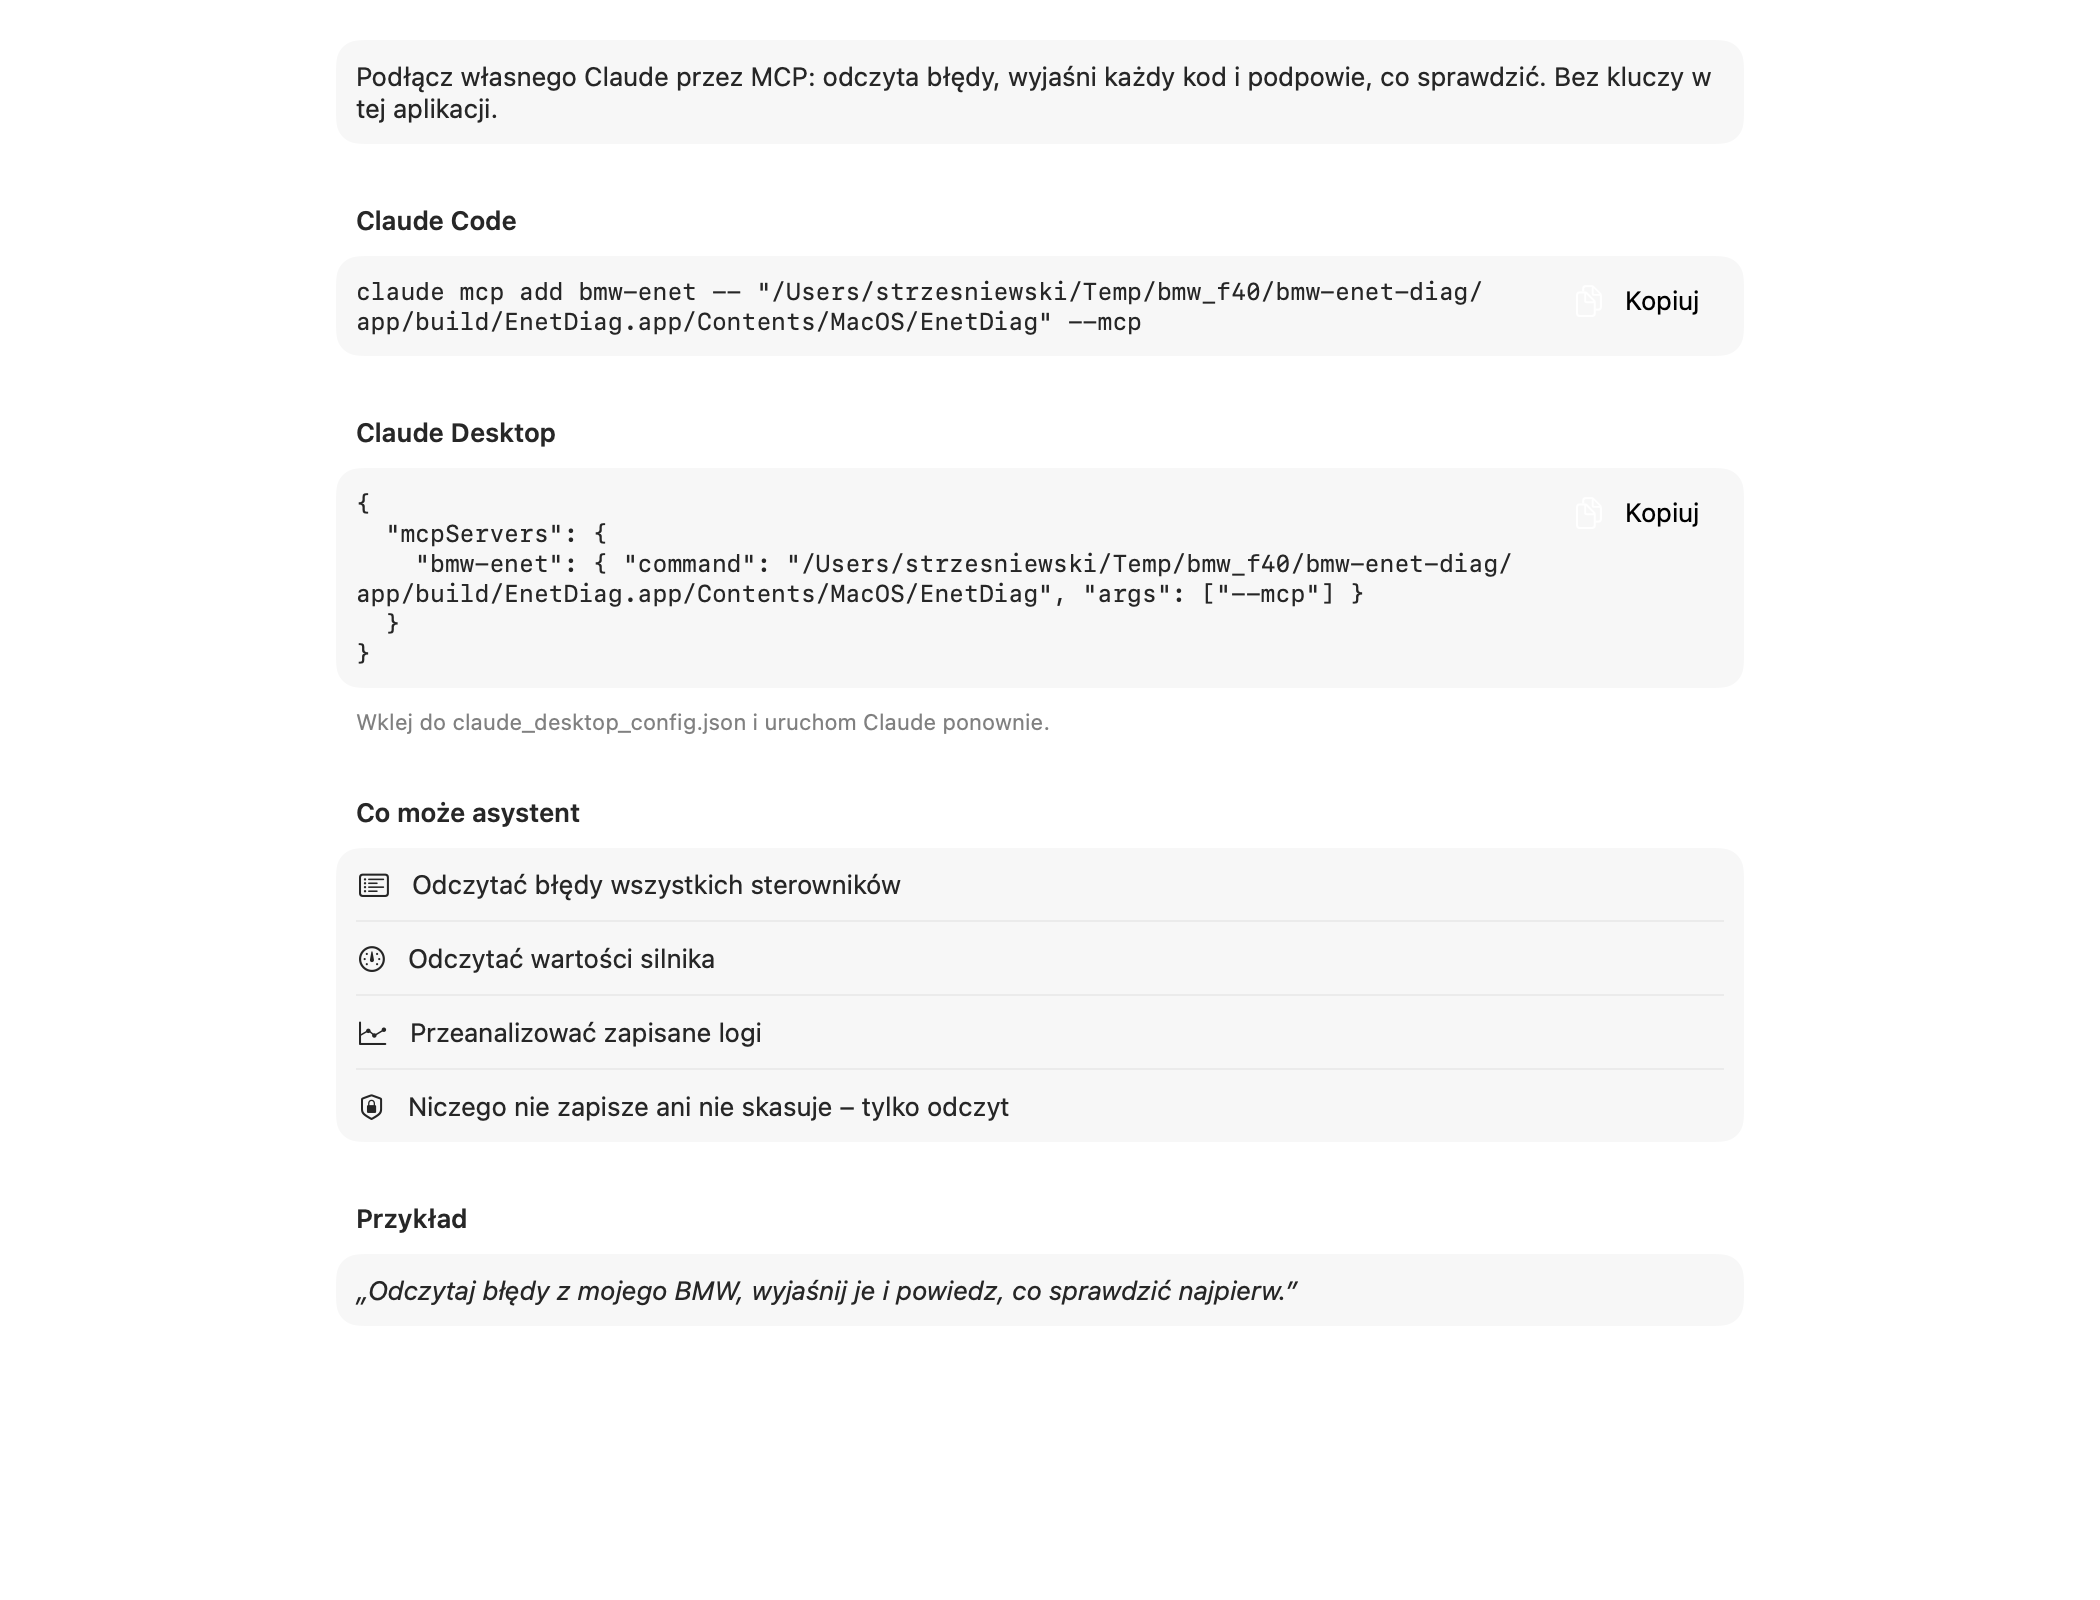 Podłącz własnego Claude przez MCP: odczyta błędy, wyjaśni każdy kod i podpowie, co sprawdzić. Bez kluczy w
tej aplikacji.
Claude Code
claude mcp add bmw-enet -- "/Users/strzesniewski/Temp/bmw_f40/bmw-enet-diag/
app/build/EnetDiag.app/Contents/MacOS/EnetDiag" --mcp
Kopiuj
Claude Desktop
{
  "mcpServers": {
    "bmw-enet": { "command": "/Users/strzesniewski/Temp/bmw_f40/bmw-enet-diag/
app/build/EnetDiag.app/Contents/MacOS/EnetDiag", "args": ["--mcp"] }
  }
}
Kopiuj
Wklej do claude_desktop_config.json i uruchom Claude ponownie.
Co może asystent
Odczytać błędy wszystkich sterowników
Odczytać wartości silnika
Przeanalizować zapisane logi
Niczego nie zapisze ani nie skasuje – tylko odczyt
Przykład
„Odczytaj błędy z mojego BMW, wyjaśnij je i powiedz, co sprawdzić najpierw.”